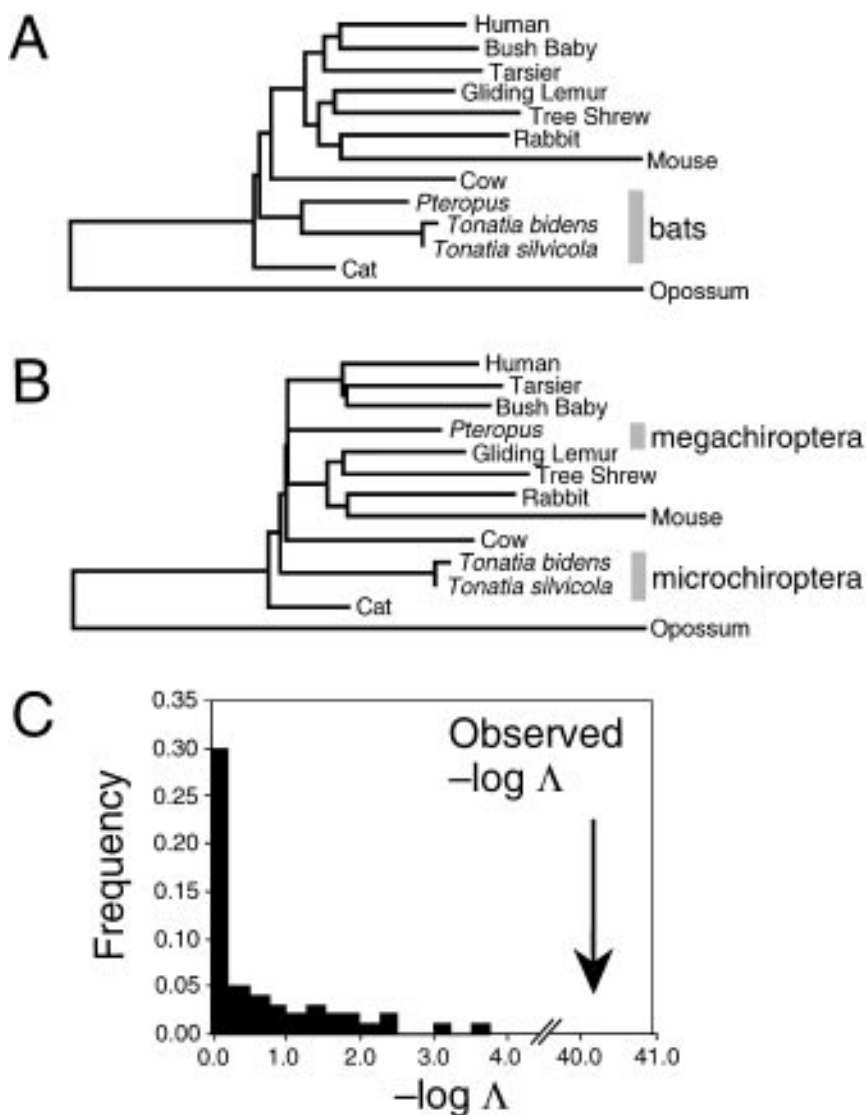 A
Human
Bush Baby
Tarsier
Gliding Lemur
Tree Shrew
Rabbit
Mouse
Cow
Pteropus
Tonatia bidens
Tonatia silvicola
bats
Cat
Opossum
B
Human
Tarsier
Bush Baby
Pteropus
megachiroptera
Gliding Lemur
Tree Shrew
Rabbit
Mouse
Cow
Tonatia bidens
Tonatia silvicola
microchiroptera
Cat
Opossum
C
Observed
–log Λ
Frequency
0.35
0.30
0.25
0.20
0.15
0.10
0.05
0.00
0.0 1.0 2.0 3.0 4.0 40.0 41.0
–log Λ